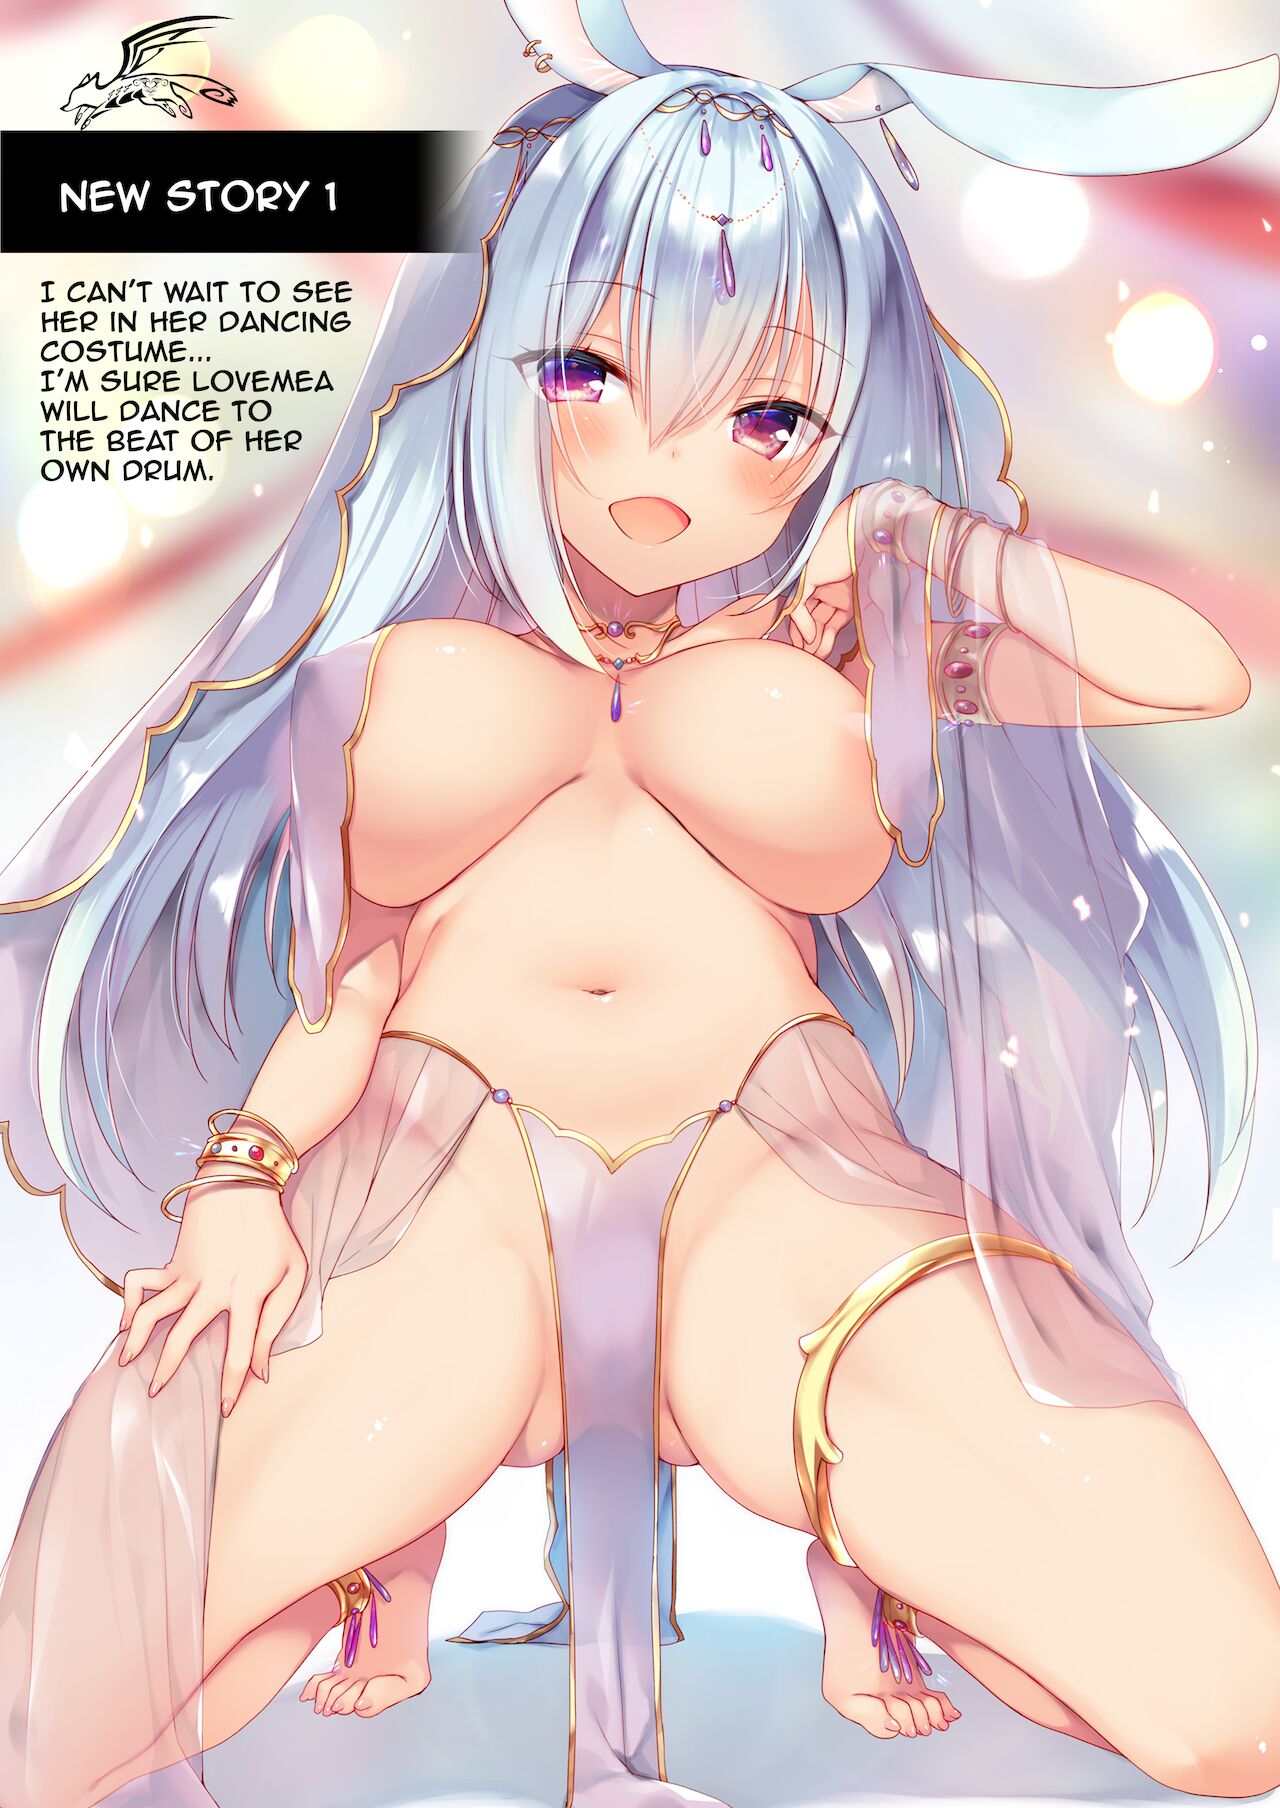 NEW STORY 1
I CAN'T WAIT TO SEE
HER IN HER DANCING
COSTUME...
I'M SURE LOVEMEA
WILL DANCE TO
THE BEAT OF HER
OWN DRUM.